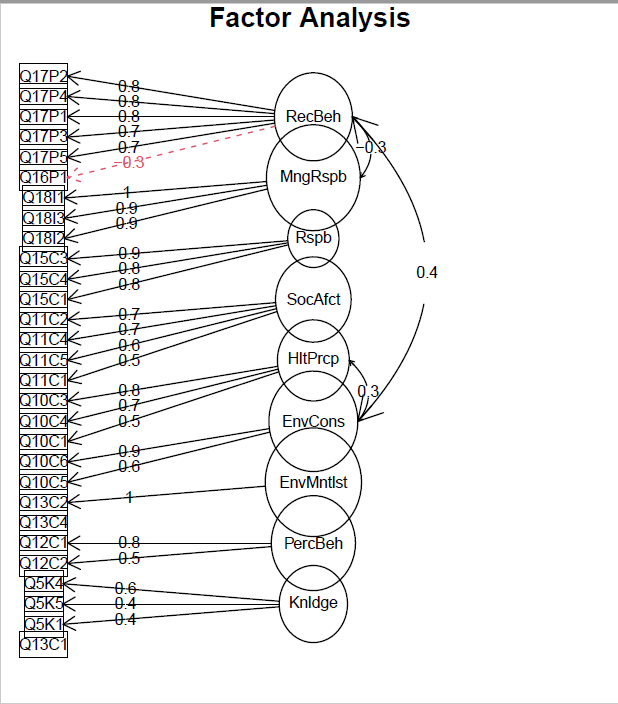 Factor Analysis
Q17P2
Q17P4
Q17P1
Q17P3
Q17P5
Q16P1
Q18I1
Q18I3
Q18I2
Q15C3
Q15C4
Q15C1
Q11C2
Q11C4
Q11C5
Q11C1
Q10C3
Q10C4
Q10C1
Q10C6
Q10C5
Q13C2
Q13C4
Q12C1
Q12C2
Q5K4
Q5K5
Q5K1
Q13C1
0.8
0.8
0.8
0.7
0.7
−0.3
1
0.9
0.9
0.9
0.8
0.8
0.7
0.7
0.6
0.5
0.8
0.7
0.5
0.9
0.6
1
0.8
0.5
0.6
0.4
0.4
RecBeh
MngRspb
Rspb
SocAfct
HltPrcp
EnvCons
EnvMntlst
PercBeh
Knldge
−0.3
0.4
0.3